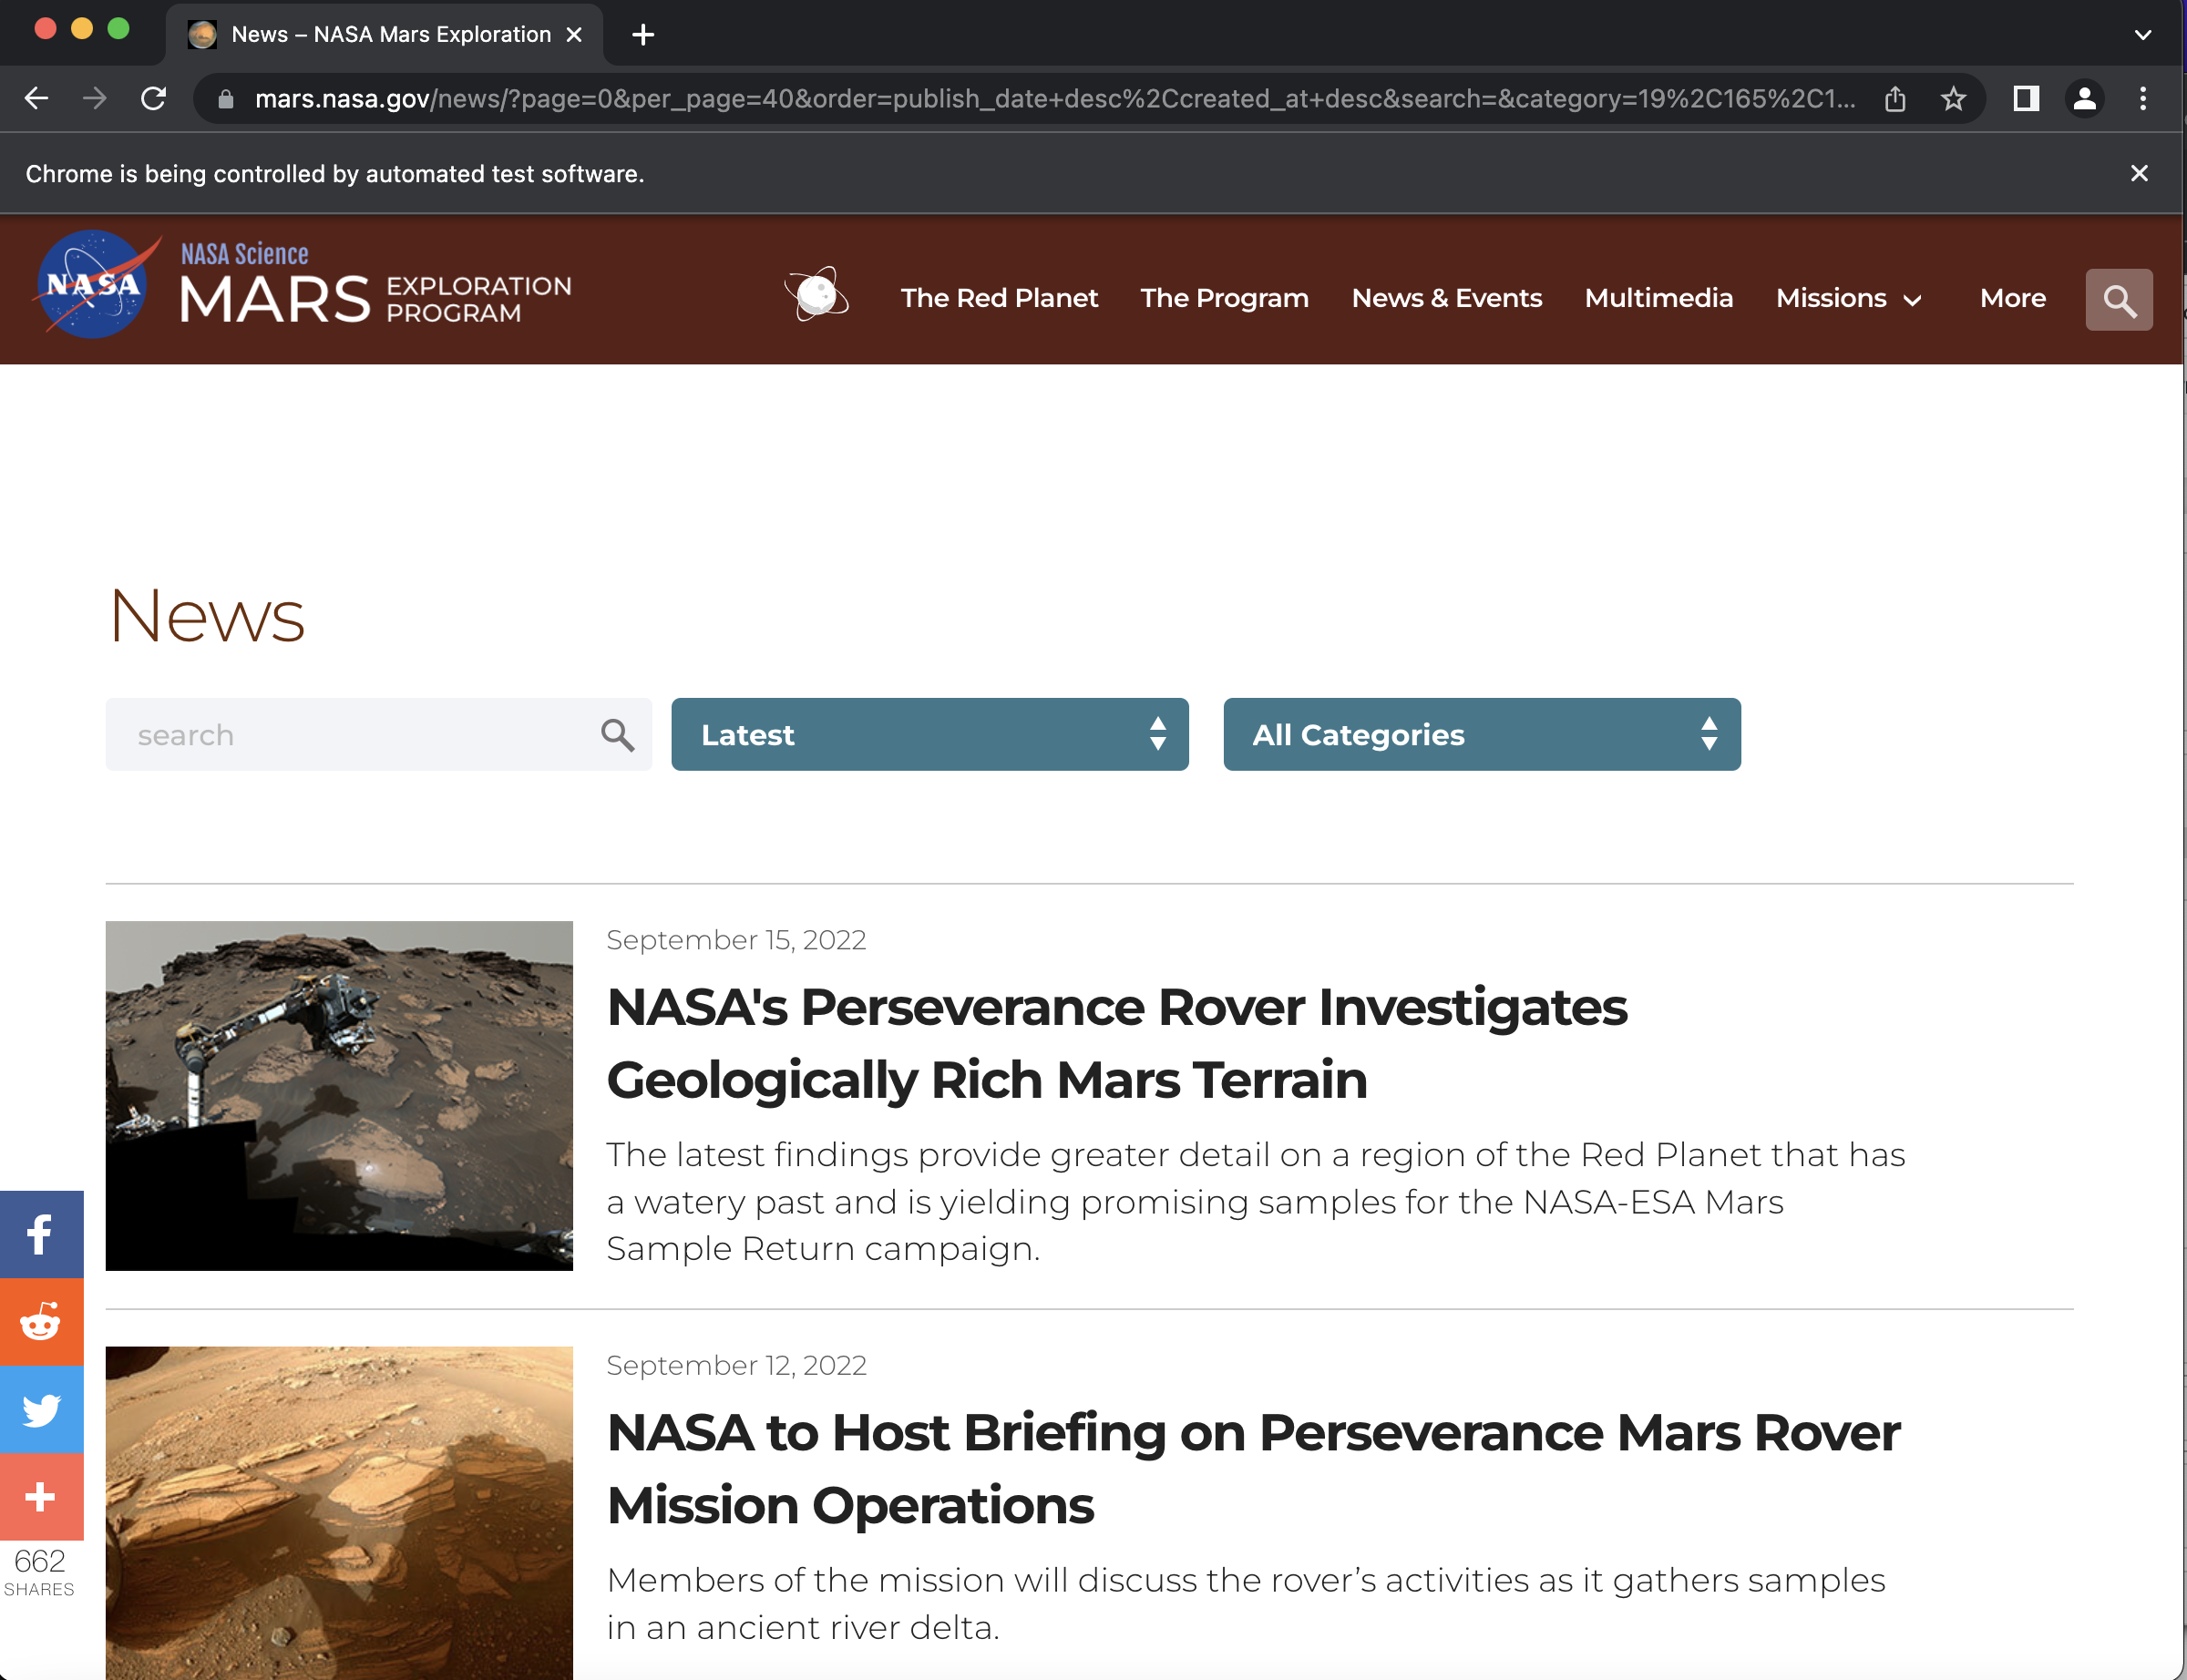 News – NASA Mars Exploration
mars.nasa.gov/news/?page=0&per_page=40&order=publish_date+desc%2Ccreated_at+desc&search=&category=19%2C165%2C1...
Chrome is being controlled by automated test software.
NASA
NASA Science
MARS EXPLORATION PROGRAM
The Red Planet The Program News & Events Multimedia Missions More
News
search Latest All Categories
September 15, 2022
NASA's Perseverance Rover Investigates
Geologically Rich Mars Terrain
The latest findings provide greater detail on a region of the Red Planet that has
a watery past and is yielding promising samples for the NASA-ESA Mars
Sample Return campaign.
September 12, 2022
NASA to Host Briefing on Perseverance Mars Rover
Mission Operations
Members of the mission will discuss the rover’s activities as it gathers samples
in an ancient river delta.
662
SHARES